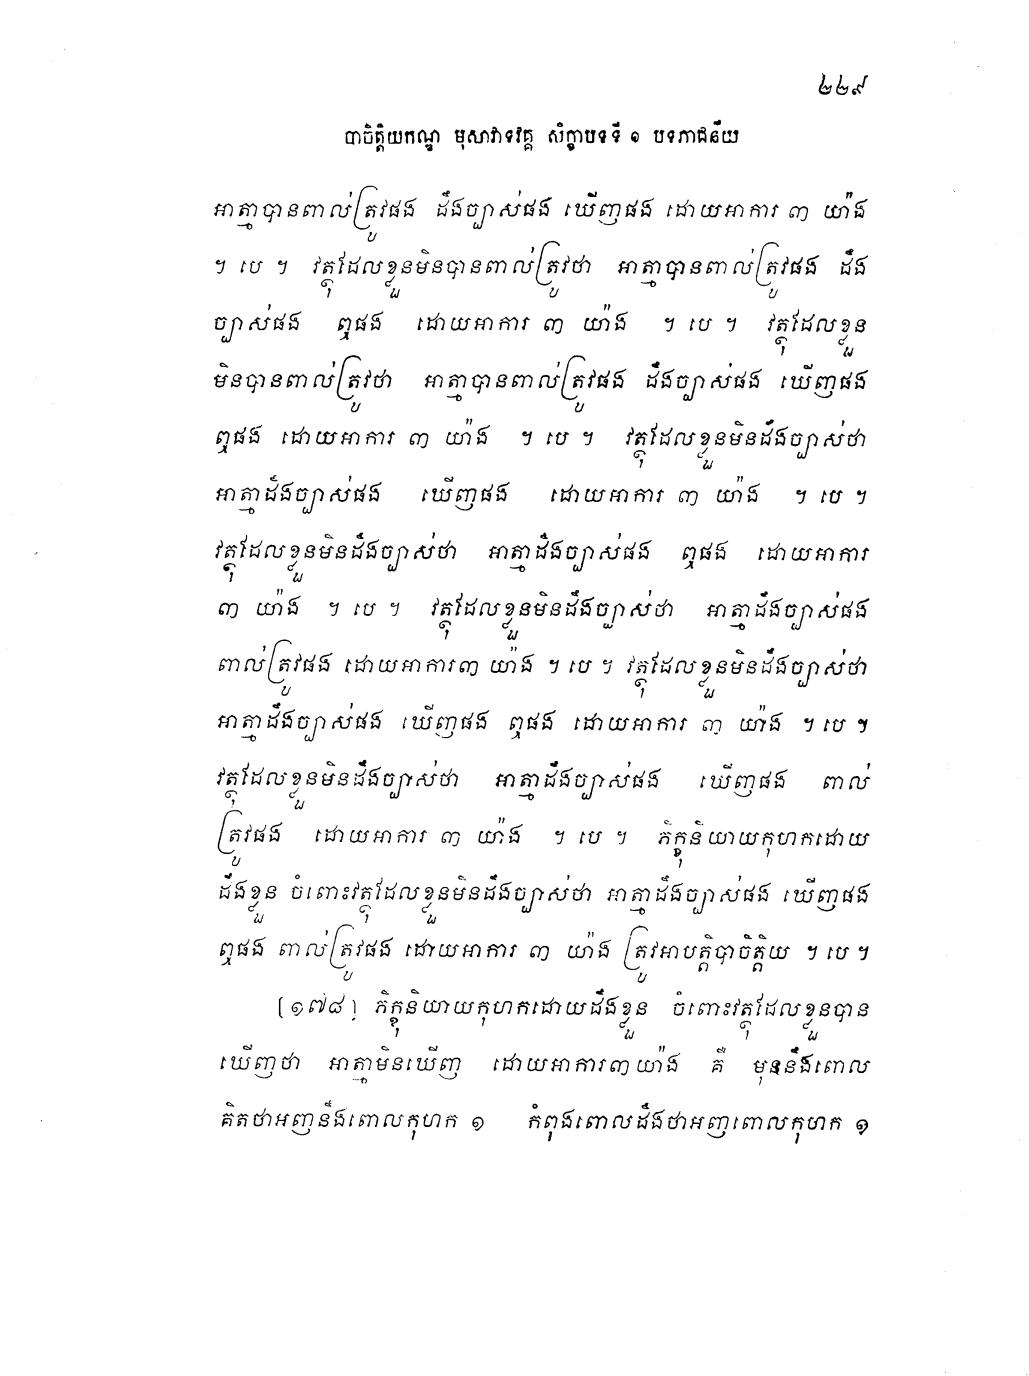 ២២៩
បាចិត្តិយកណ្ឌ មុសាវាទវគ្គ សិក្ខាបទទី ១ បទភាជនីយ
អាត្មាបានពាល់ត្រូវផង ដឹងច្បាស់ផង ឃើញផង ដោយអាការ ៣ យ៉ាង
។ បេ ។ វត្ថុដែលខ្លួនមិនបានពាល់ត្រូវថា អាត្មាបានពាល់ត្រូវផង ដឹង
ច្បាស់ផង ឮផង ដោយអាការ ៣ យ៉ាង ។ បេ ។ វត្ថុដែលខ្លួន
មិនបានពាល់ត្រូវថា អាត្មាបានពាល់ត្រូវផង ដឹងច្បាស់ផង ឃើញផង
ឮផង ដោយអាការ ៣ យ៉ាង ។ បេ ។ វត្ថុដែលខ្លួនមិនដឹងច្បាស់ថា
អាត្មាដឹងច្បាស់ផង ឃើញផង ដោយអាការ ៣ យ៉ាង ។ បេ ។
វត្ថុដែលខ្លួនមិនដឹងច្បាស់ថា អាត្មាដឹងច្បាស់ផង ឮផង ដោយអាការ
៣ យ៉ាង ។ បេ ។ វត្ថុដែលខ្លួនមិនដឹងច្បាស់ថា អាត្មាដឹងច្បាស់ផង
ពាល់ត្រូវផង ដោយអាការ៣ យ៉ាង ។ បេ ។ វត្ថុដែលខ្លួនមិនដឹងច្បាស់ថា
អាត្មាដឹងច្បាស់ផង ឃើញផង ឮផង ដោយអាការ ៣ យ៉ាង ។ បេ ។
វត្ថុដែលខ្លួនមិនដឹងច្បាស់ថា អាត្មាដឹងច្បាស់ផង ឃើញផង ពាល់
ត្រូវផង ដោយអាការ ៣ យ៉ាង ។ បេ ។ ភិក្ខុនិយាយកុហកដោយ
ដឹងខ្លួន ចំពោះវត្ថុដែលខ្លួនមិនដឹងច្បាស់ថា អាត្មាដឹងច្បាស់ផង ឃើញផង
ឮផង ពាល់ត្រូវផង ដោយអាការ ៣ យ៉ាង ត្រូវអាបត្តិបាចិត្តិយ ។ បេ ។
[១៧៨] ភិក្ខុនិយាយកុហកដោយដឹងខ្លួន ចំពោះវត្ថុដែលខ្លួនបាន
ឃើញថា អាត្មាមិនឃើញ ដោយអាការ៣យ៉ាង គឺ មុននឹងពោល
គិតថាអញនឹងពោលកុហក ១ កំពុងពោលដឹងថាអញពោលកុហក ១